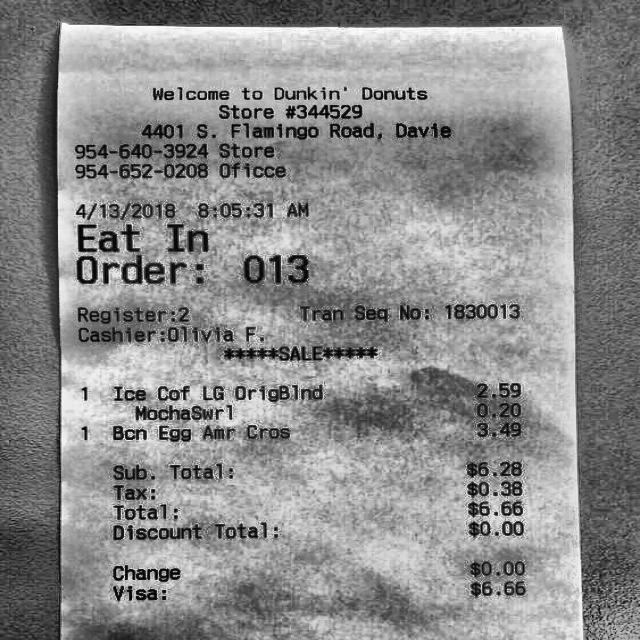 Welcome to Dunkin' Donuts
Store #344529
4401 S. Flamingo Road, Davie
954-640-3924 Store
954-652-0208 Oficce
4/13/2018 8:05:31 AM
Eat In
Order: 013
Register:2 Tran Seq No: 1830013
Cashier:Olivia F.
*****SALE*****
1 Ice Cof LG OrigBlnd 2.59
MochaSwrl 0.20
1 Bcn Egg Amr Cros 3.49
Sub. Total: $6.28
Tax: $0.38
Total: $6.66
Discount Total: $0.00
Change $0.00
Visa: $6.66